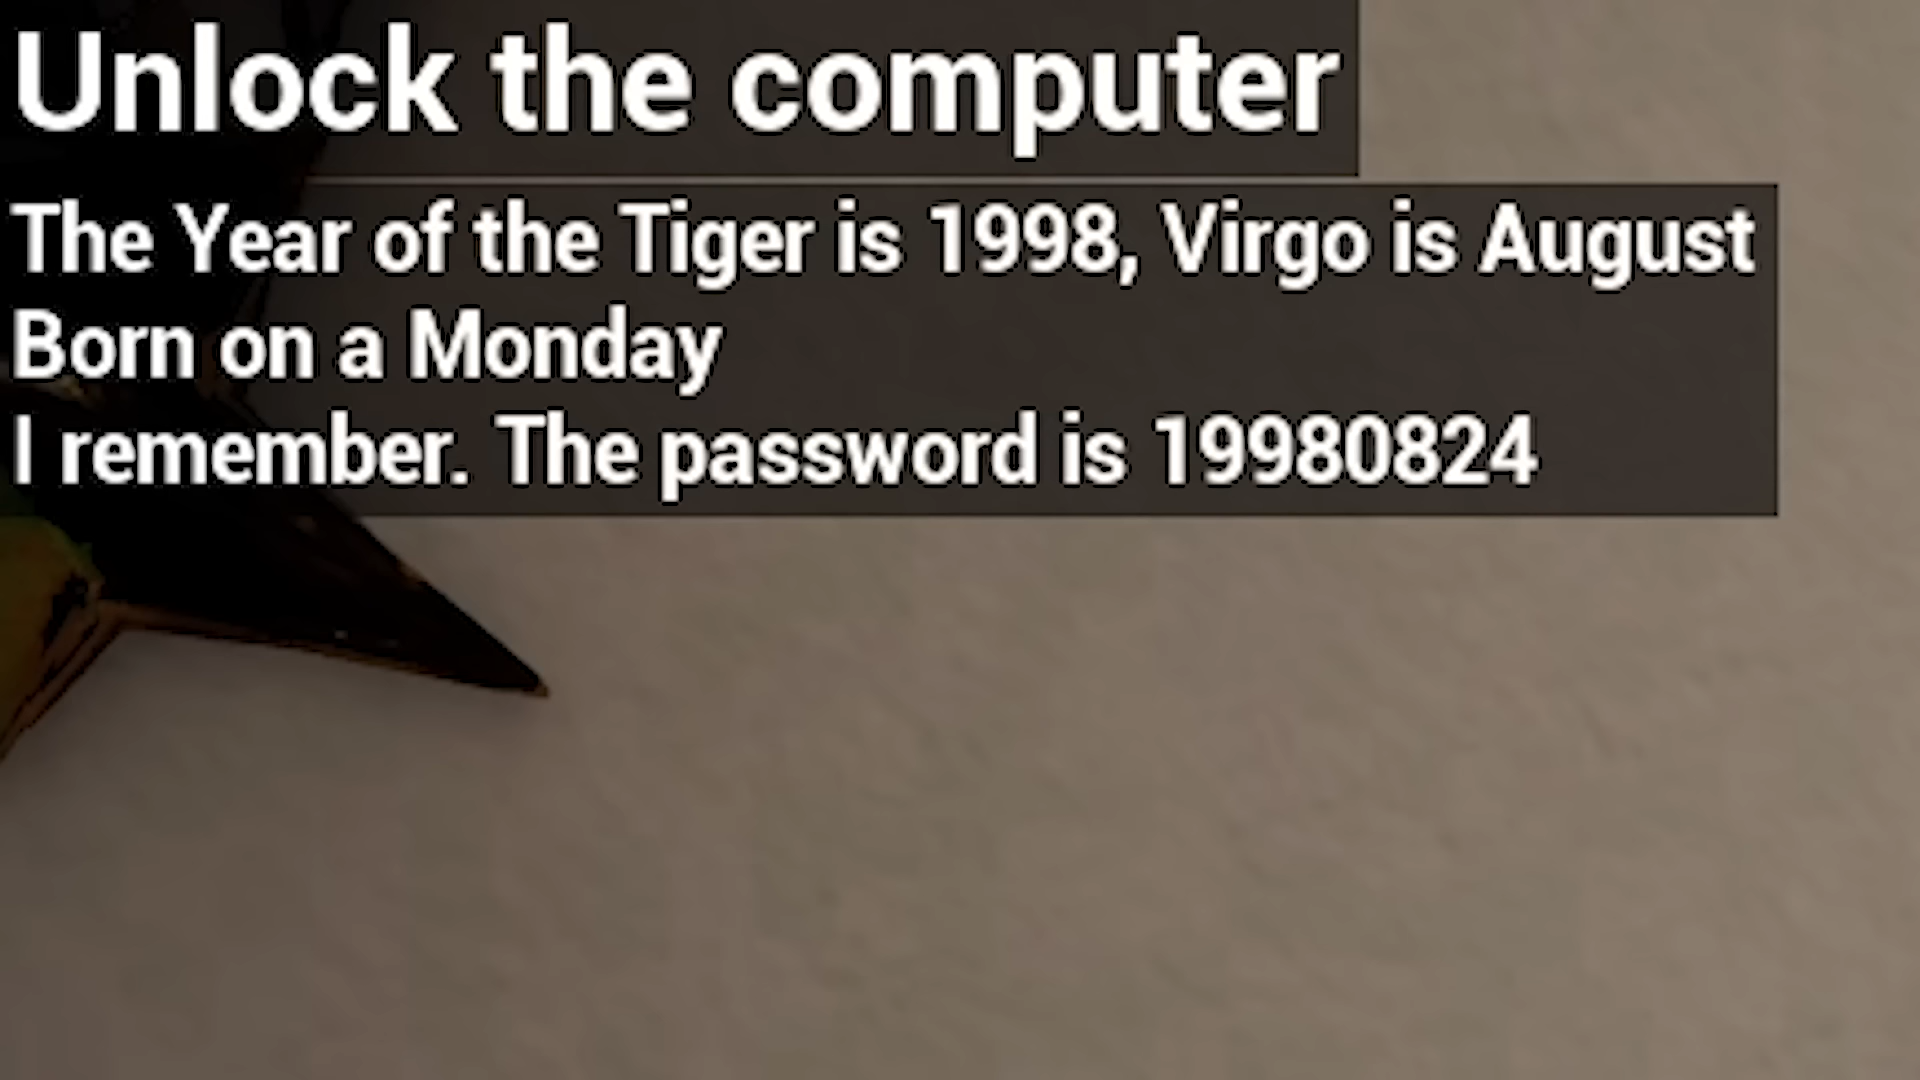 Unlock the computer
The Year of the Tiger is 1998, Virgo is August
Born on a Monday
I remember. The password is 19980824